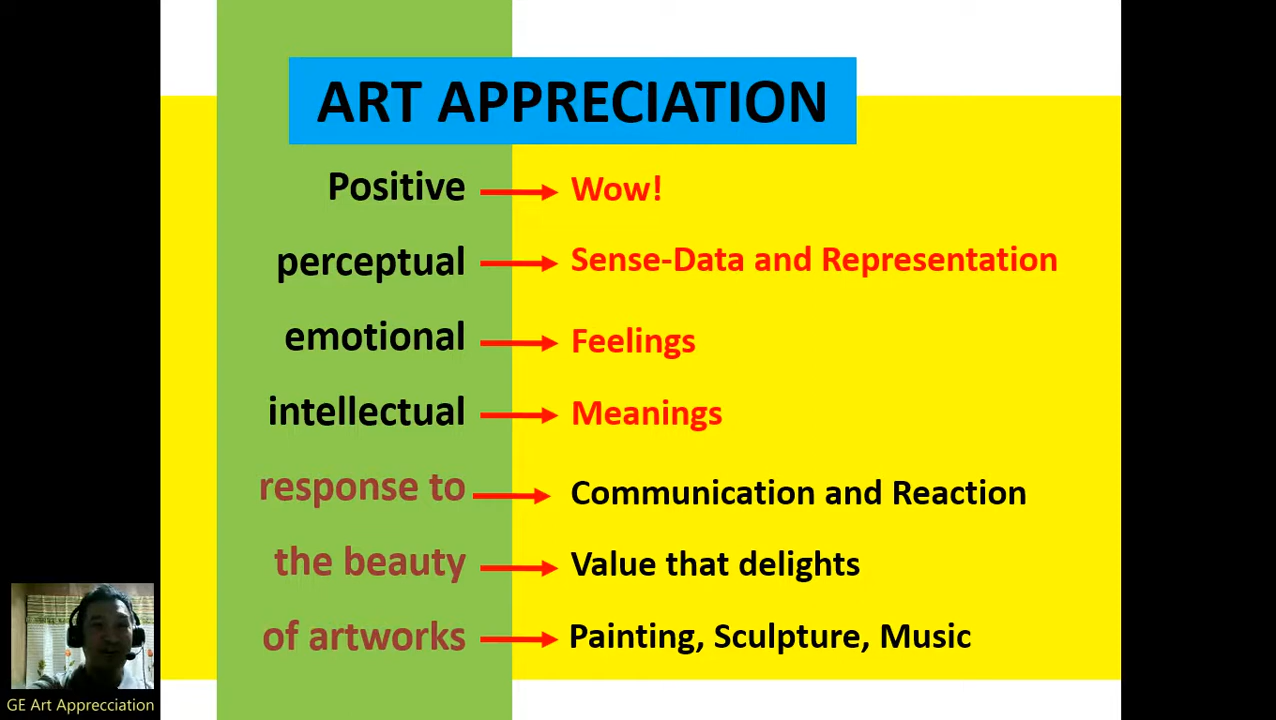 ART APPRECIATION
Positive → Wow!
perceptual → Sense-Data and Representation
emotional → Feelings
intellectual → Meanings
response to → Communication and Reaction
the beauty → Value that delights
of artworks → Painting, Sculpture, Music
GE Art Apprecciation